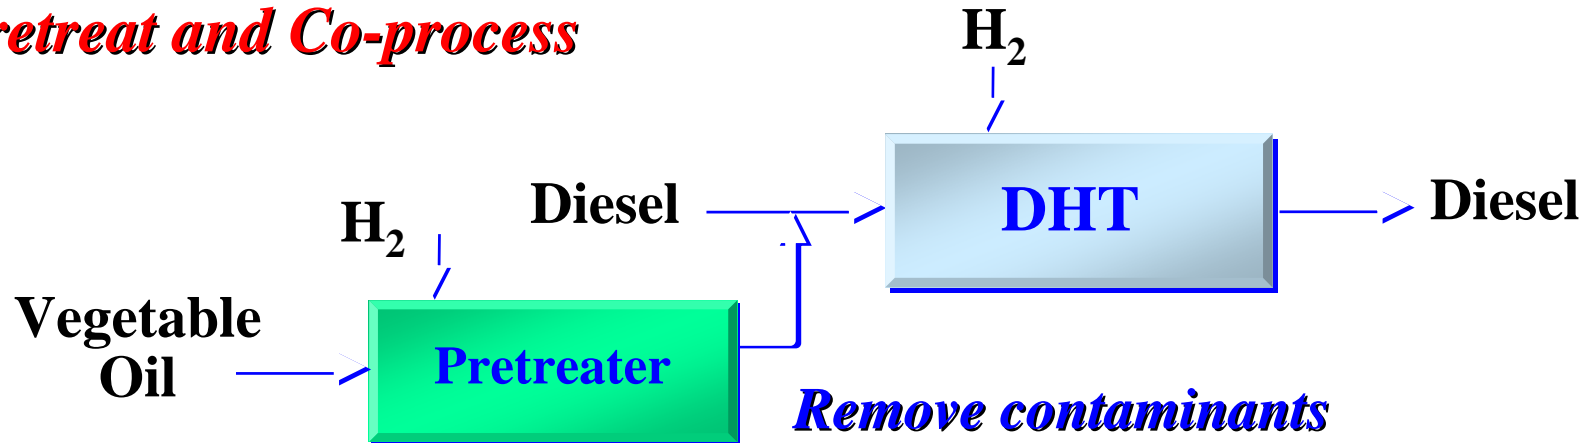 retreat and Co-process
H₂
Diesel
DHT
Diesel
H₂
Vegetable
Oil
Pretreater
Remove contaminants